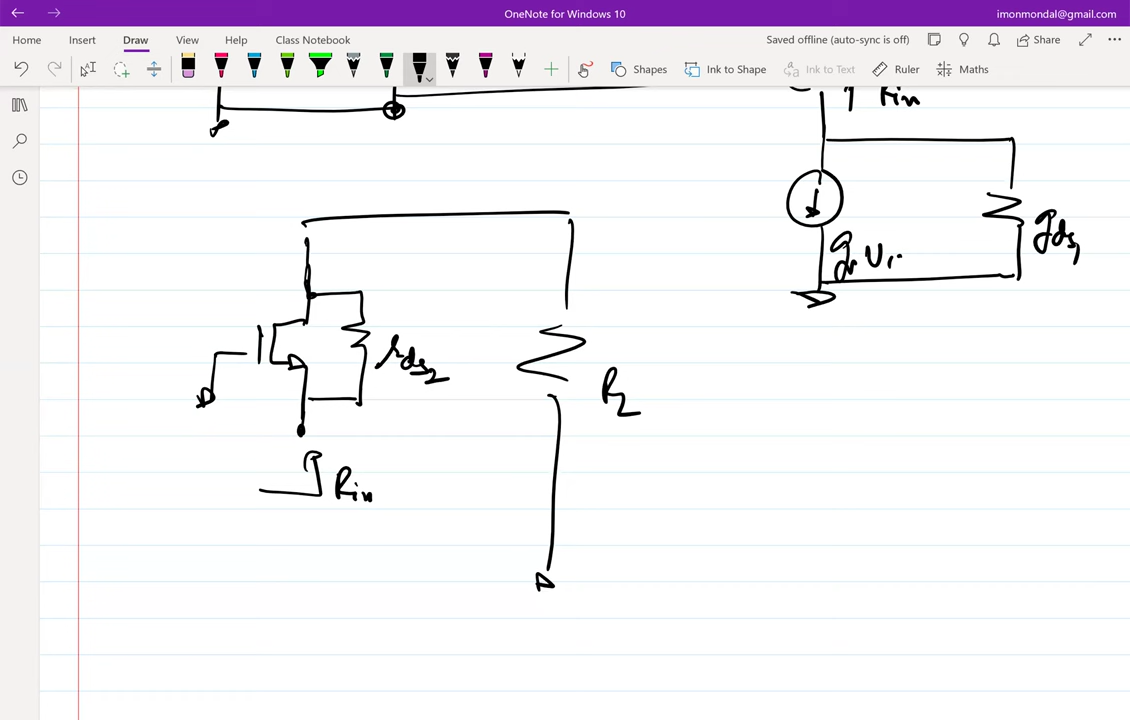 OneNote for Windows 10
imonmondal@gmail.com
Home Insert Draw View Help Class Notebook
Saved offline (auto-sync is off) Share
Shapes Ink to Shape Ink to Text Ruler Maths
Rin
gds1
rds2
RL
Rin